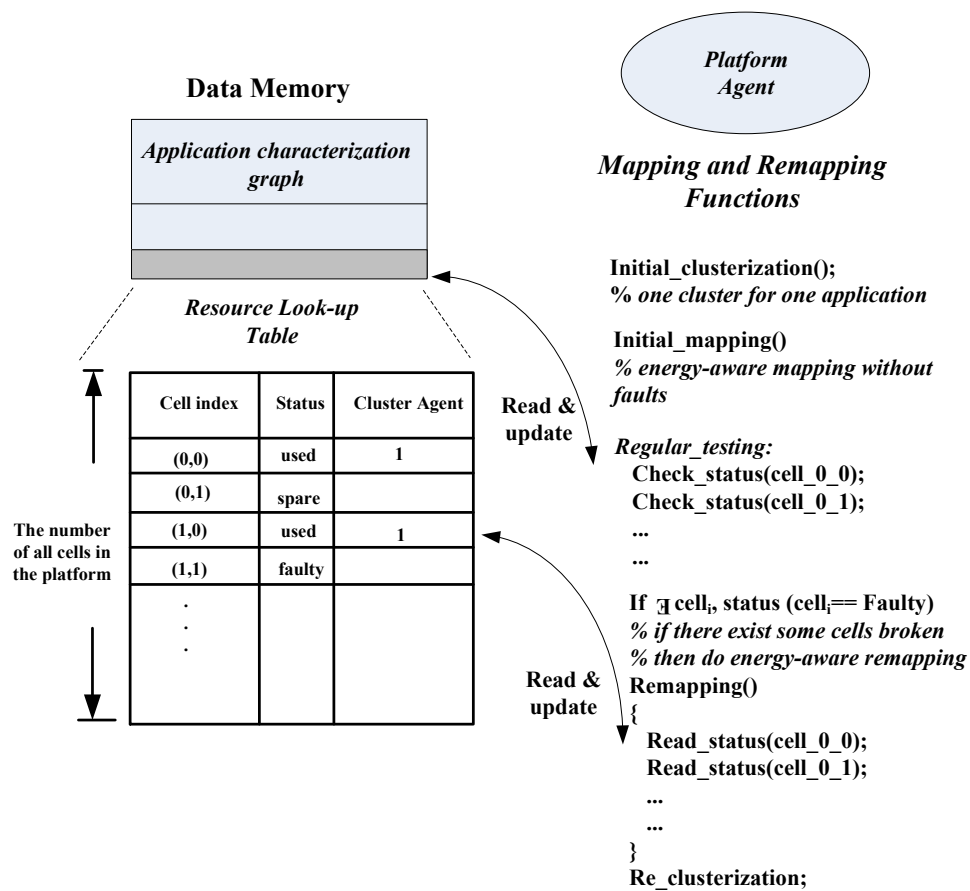 Data Memory
Application characterization
graph
Resource Look-up
Table
Cell index Status Cluster Agent
(0,0) used 1
(0,1) spare
(1,0) used 1
(1,1) faulty
.
.
.
The number
of all cells in
the platform
Read &
update
Read &
update
Platform
Agent
Mapping and Remapping
Functions
Initial_clusterization();
% one cluster for one application
Initial_mapping()
% energy-aware mapping without
faults
Regular_testing:
Check_status(cell_0_0);
Check_status(cell_0_1);
...
...
If ∃ cellᵢ, status (cellᵢ== Faulty)
% if there exist some cells broken
% then do energy-aware remapping
Remapping()
{
Read_status(cell_0_0);
Read_status(cell_0_1);
...
...
}
Re_clusterization;